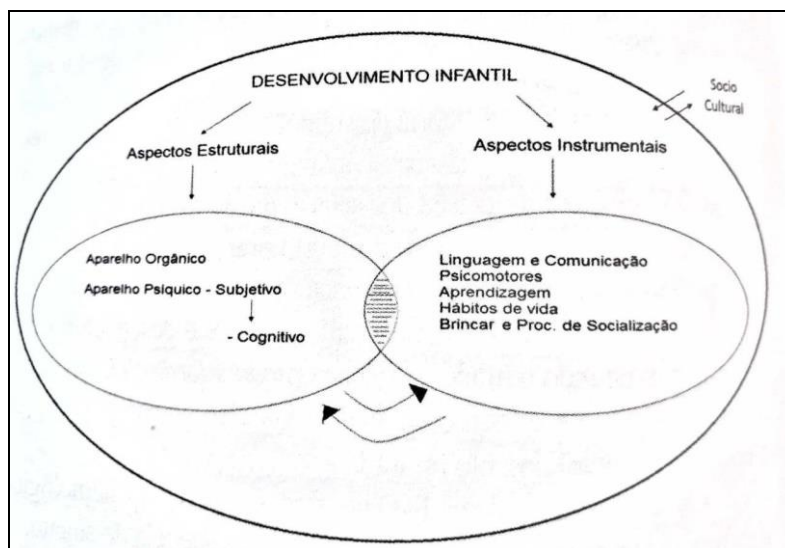 DESENVOLVIMENTO INFANTIL
Socio
Cultural
Aspectos Estruturais
Aspectos Instrumentais
Aparelho Orgânico
Aparelho Psiquico - Subjetivo
- Cognitivo
Linguagem e Comunicação
Psicomotores
Aprendizagem
Hábitos de vida
Brincar e Proc. de Socialização